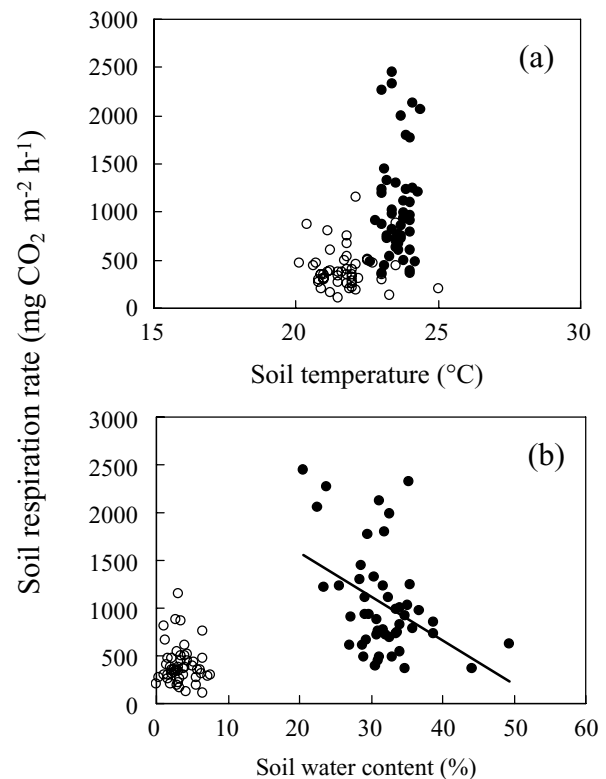 Soil respiration rate (mg CO₂ m⁻² h⁻¹)
(a)
3000
2500
2000
1500
1000
500
0
15 20 25 30
Soil temperature (°C)
(b)
3000
2500
2000
1500
1000
500
0
0 10 20 30 40 50 60
Soil water content (%)